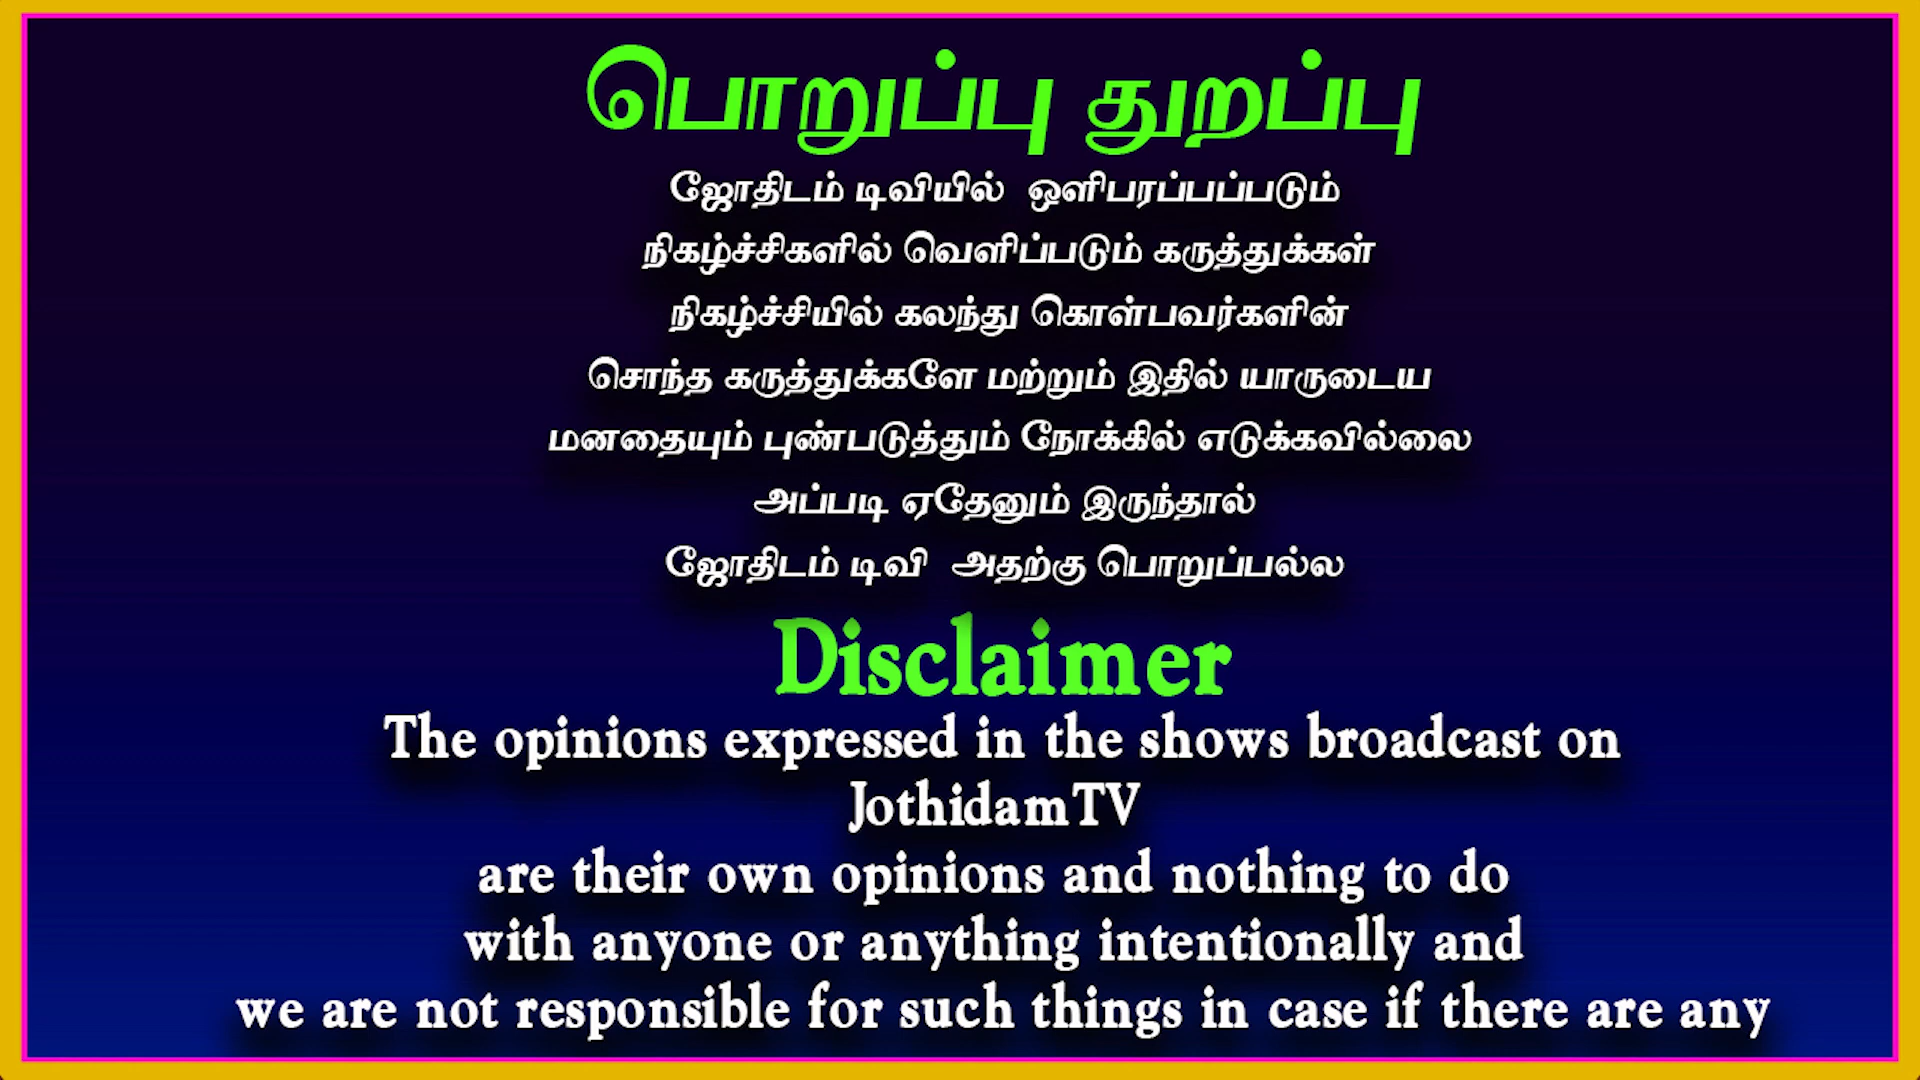 பொறுப்பு துறப்பு
ஜோதிடம் டிவியில் ஒளிபரப்பப்படும்
நிகழ்ச்சிகளில் வெளிப்படும் கருத்துக்கள்
நிகழ்ச்சியில் கலந்து கொள்பவர்களின்
சொந்த கருத்துக்களே மற்றும் இதில் யாருடைய
மனதையும் புண்படுத்தும் நோக்கில் எடுக்கவில்லை
அப்படி ஏதேனும் இருந்தால்
ஜோதிடம் டிவி அதற்கு பொறுப்பல்ல
Disclaimer
The opinions expressed in the shows broadcast on
JothidamTV
are their own opinions and nothing to do
with anyone or anything intentionally and
we are not responsible for such things in case if there are any